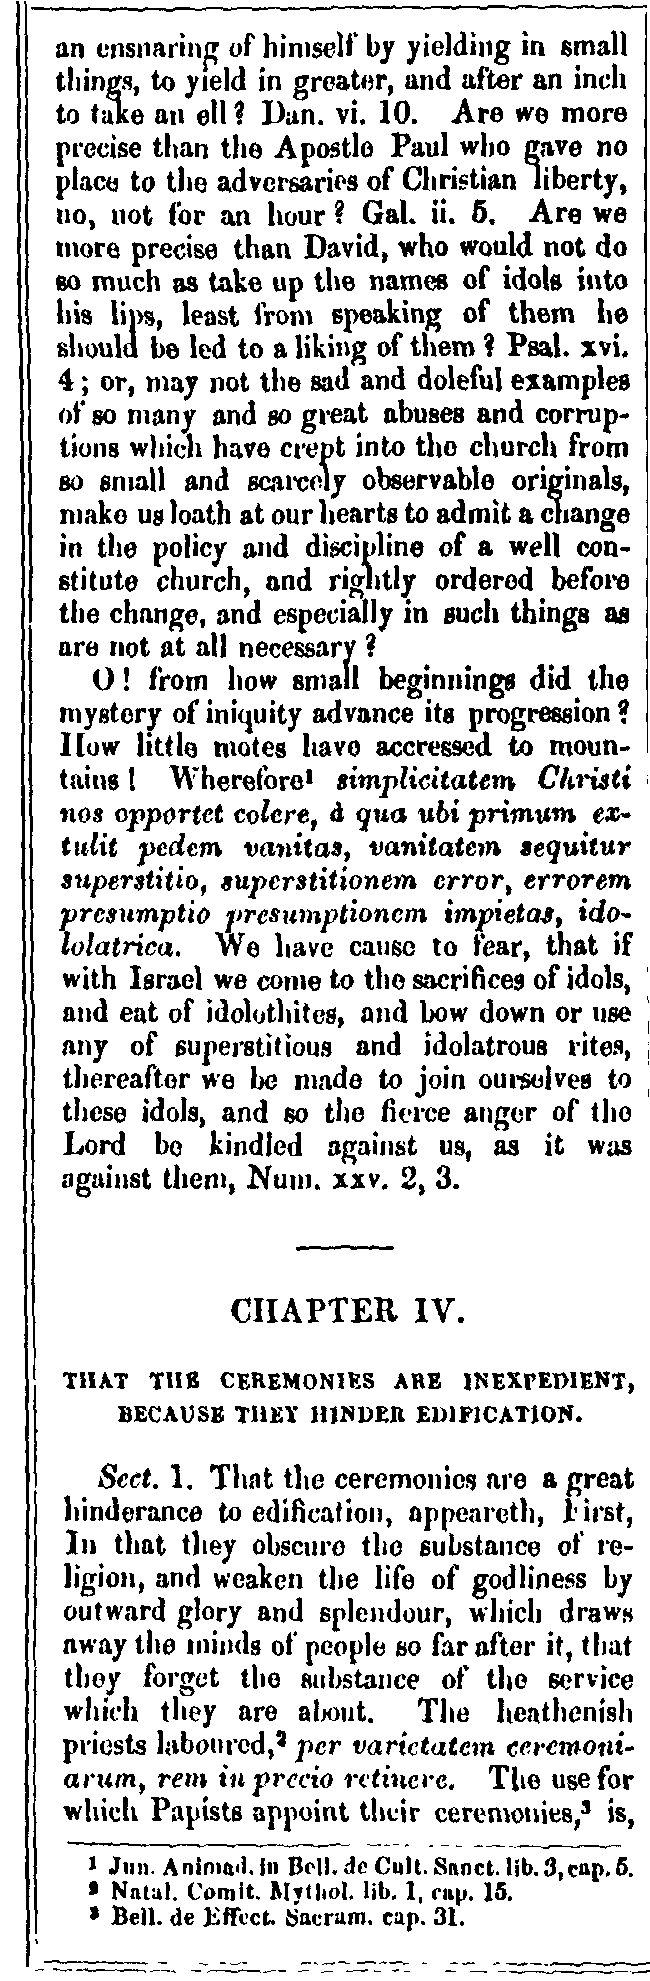 an ensnaring of himself by yielding in small
things, to yield in greater, and after an inch
to take an ell? Dan. vi. 10. Are we more
precise than the Apostle Paul who gave no
place to the adversaries of Christian liberty,
no, not for an hour? Gal. ii. 5. Are we
more precise than David, who would not do
so much as take up the names of idols into
his lips, least from speaking of them he
should be led to a liking of them? Psal. xvi.
4; or, may not the sad and doleful examples
of so many and so great abuses and corrup-
tions which have crept into the church from
so small and scarcely observable originals,
make us loath at our hearts to admit a change
in the policy and discipline of a well con-
stitute church, and rightly ordered before
the change, and especially in such things as
are not at all necessary?
O! from how small beginnings did the
mystery of iniquity advance its progression?
How little motes have accressed to moun-
tains! Wherefore¹ simplicitatem Christi
nos opportet colere, à qua ubi primum ex-
tulit pedem vanitas, vanitatem sequitur
superstitio, superstitionem error, errorem
presumptio presumptionem impietas, ido-
lolatrica. We have cause to fear, that if
with Israel we come to the sacrifices of idols,
and eat of idolothites, and bow down or use
any of superstitious and idolatrous rites,
thereafter we be made to join ourselves to
these idols, and so the fierce anger of the
Lord be kindled against us, as it was
against them, Num. xxv. 2, 3.
CHAPTER IV.
THAT THE CEREMONIES ARE INEXPEDIENT,
BECAUSE THEY HINDER EDIFICATION.
Sect. 1. That the ceremonies are a great
hinderance to edification, appeareth, First,
In that they obscure the substance of re-
ligion, and weaken the life of godliness by
outward glory and splendour, which draws
away the minds of people so far after it, that
they forget the substance of the service
which they are about. The heathenish
priests laboured,² per varietatem ceremoni-
arum, rem in precio retinere. The use for
which Papists appoint their ceremonies,³ is,
¹ Jun. Animad. in Bell. de Cult. Sanct. lib. 3, cap. 5.
² Natal. Comit. Mythol. lib. 1, cap. 15.
³ Bell. de Effect. Sacram. cap. 31.